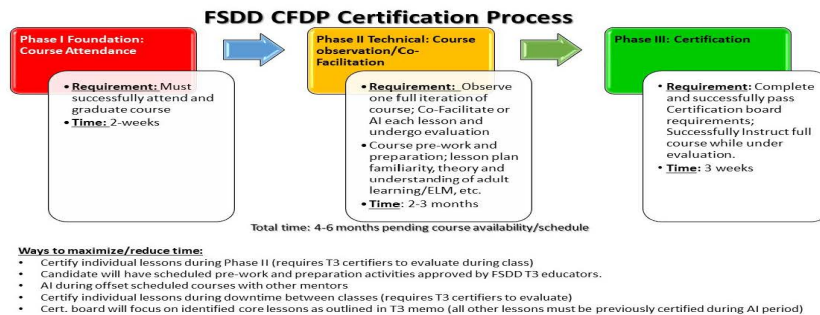 FSDD CFDP Certification Process
Phase I Foundation:
Course Attendance
• Requirement: Must
successfully attend and
graduate course
• Time: 2-weeks
Phase II Technical: Course
observation/Co-
Facilitation
• Requirement: Observe
one full iteration of
course; Co-Facilitate or
AI each lesson and
undergo evaluation
• Course pre-work and
preparation; lesson plan
familiarity, theory and
understanding of adult
learning/ELM, etc.
• Time: 2-3 months
Phase III: Certification
• Requirement: Complete
and successfully pass
Certification board
requirements;
Successfully Instruct full
course while under
evaluation.
• Time: 3 weeks
Total time: 4-6 months pending course availability/schedule
Ways to maximize/reduce time:
• Certify individual lessons during Phase II (requires T3 certifiers to evaluate during class)
• Candidate will have scheduled pre-work and preparation activities approved by FSDD T3 educators.
• AI during offset scheduled courses with other mentors
• Certify individual lessons during downtime between classes (requires T3 certifiers to evaluate)
• Cert. board will focus on identified core lessons as outlined in T3 memo (all other lessons must be previously certified during AI period)